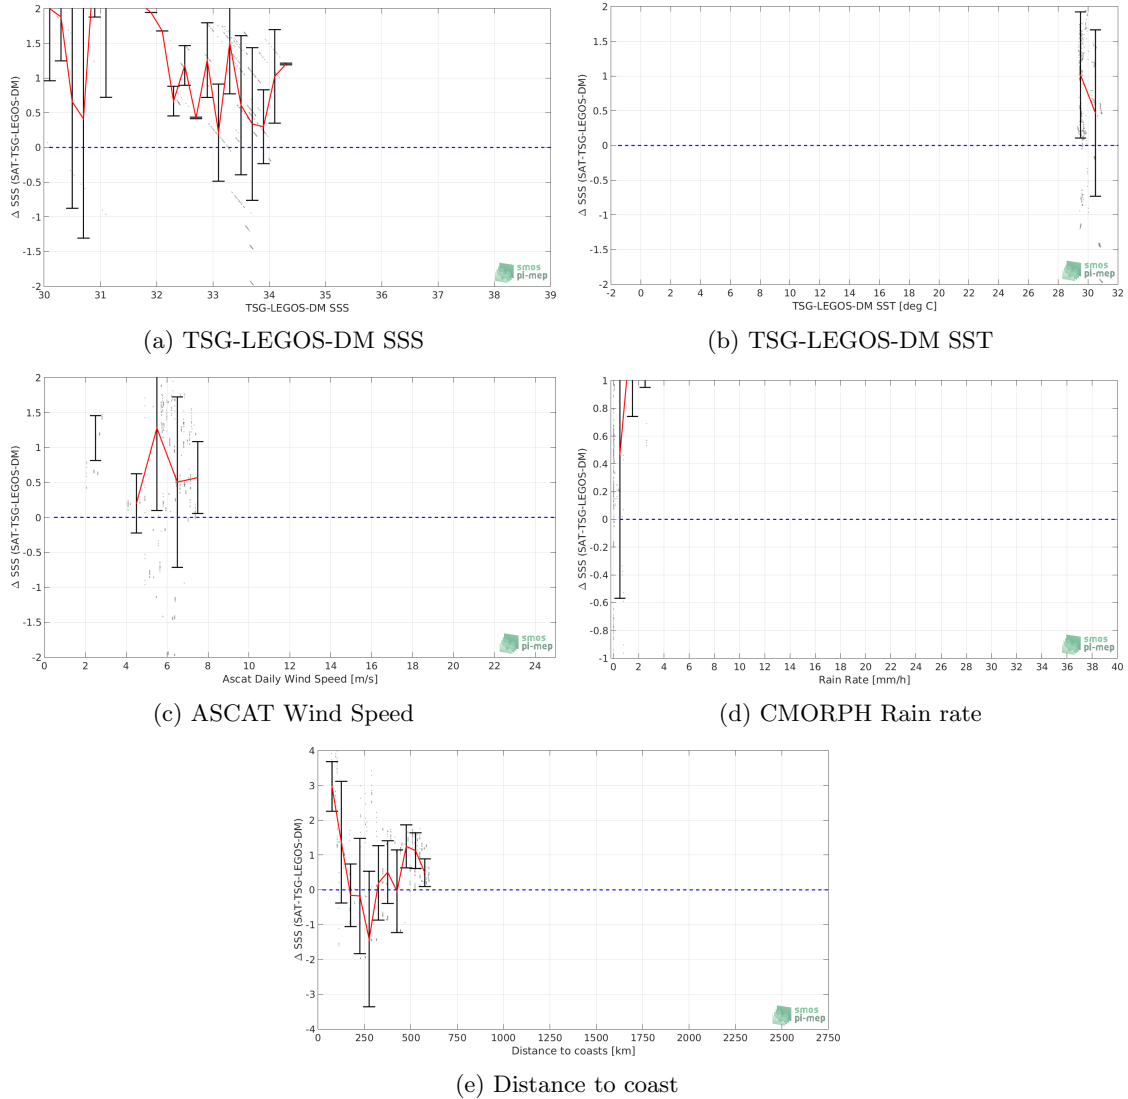 2
1.5
1
0.5
0
-0.5
-1
-1.5
-2
30 31 32 33 34 35 36 37 38 39
TSG-LEGOS-DM SSS
Δ SSS (SAT-TSG-LEGOS-DM)
smos
pi-mep
(a) TSG-LEGOS-DM SSS
2
1.5
1
0.5
0
-0.5
-1
-1.5
-2
-2 0 2 4 6 8 10 12 14 16 18 20 22 24 26 28 30 32
TSG-LEGOS-DM SST [deg C]
Δ SSS (SAT-TSG-LEGOS-DM)
smos
pi-mep
(b) TSG-LEGOS-DM SST
2
1.5
1
0.5
0
-0.5
-1
-1.5
-2
0 2 4 6 8 10 12 14 16 18 20 22 24
Ascat Daily Wind Speed [m/s]
Δ SSS (SAT-TSG-LEGOS-DM)
smos
pi-mep
(c) ASCAT Wind Speed
1
0.8
0.6
0.4
0.2
0
-0.2
-0.4
-0.6
-0.8
-1
0 2 4 6 8 10 12 14 16 18 20 22 24 26 28 30 32 34 36 38 40
Rain Rate [mm/h]
Δ SSS (SAT-TSG-LEGOS-DM)
smos
pi-mep
(d) CMORPH Rain rate
4
3
2
1
0
-1
-2
-3
-4
0 250 500 750 1000 1250 1500 1750 2000 2250 2500 2750
Distance to coasts [km]
Δ SSS (SAT-TSG-LEGOS-DM)
smos
pi-mep
(e) Distance to coast